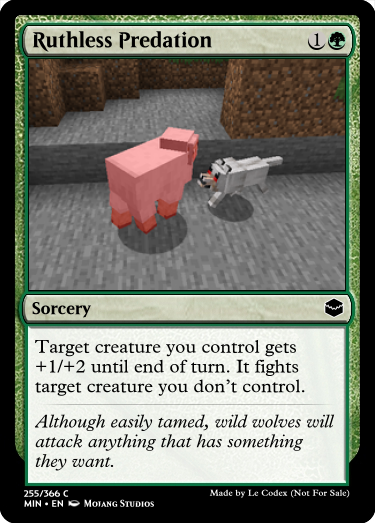 Ruthless Predation 1
Sorcery
Target creature you control gets
+1/+2 until end of turn. It fights
target creature you don't control.
Although easily tamed, wild wolves will
attack anything that has something
they want.
255/366 C
MIN • EN Mojang Studios
Made by Le Codex (Not For Sale)